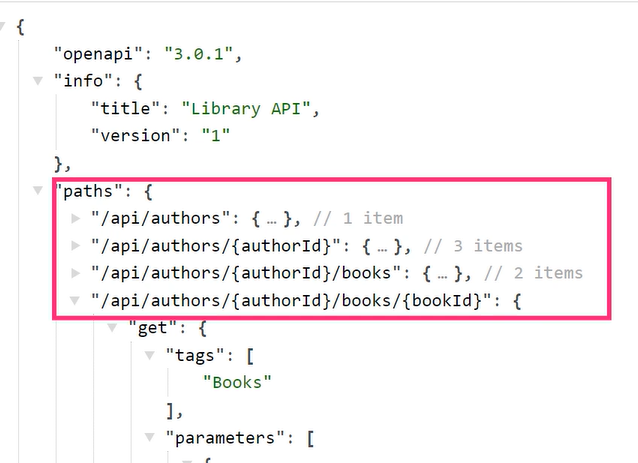 {
"openapi": "3.0.1",
"info": {
"title": "Library API",
"version": "1"
},
"paths": {
"/api/authors": { … }, // 1 item
"/api/authors/{authorId}": { … }, // 3 items
"/api/authors/{authorId}/books": { … }, // 2 items
"/api/authors/{authorId}/books/{bookId}": {
"get": {
"tags": [
"Books"
],
"parameters": [